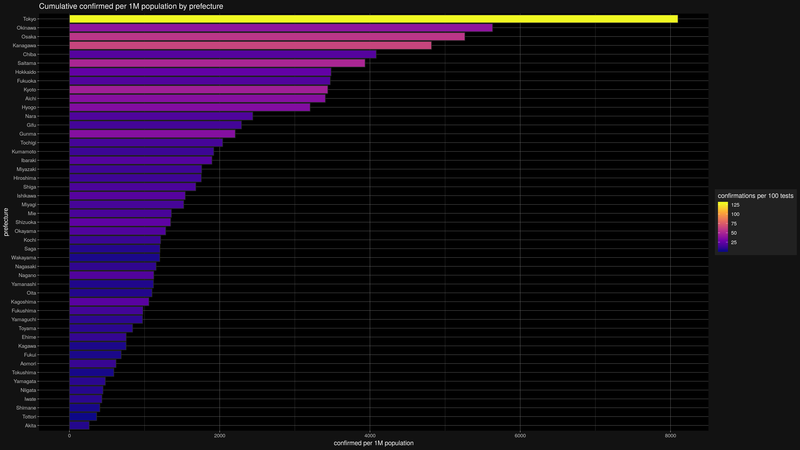 Cumulative confirmed per 1M population by prefecture
Tokyo
Okinawa
Osaka
Kanagawa
Chiba
Saitama
Hokkaido
Fukuoka
Kyoto
Aichi
Hyogo
Nara
Gifu
Gunma
Tochigi
Kumamoto
Ibaraki
Miyazaki
Hiroshima
Shiga
Ishikawa
Miyagi
Mie
Shizuoka
Okayama
Kochi
Saga
Wakayama
Nagasaki
Nagano
Yamanashi
Oita
Kagoshima
Fukushima
Yamaguchi
Toyama
Ehime
Kagawa
Fukui
Aomori
Tokushima
Yamagata
Niigata
Iwate
Shimane
Tottori
Akita
prefecture
0
2000
4000
6000
8000
confirmed per 1M population
confirmations per 100 tests
125
100
75
50
25